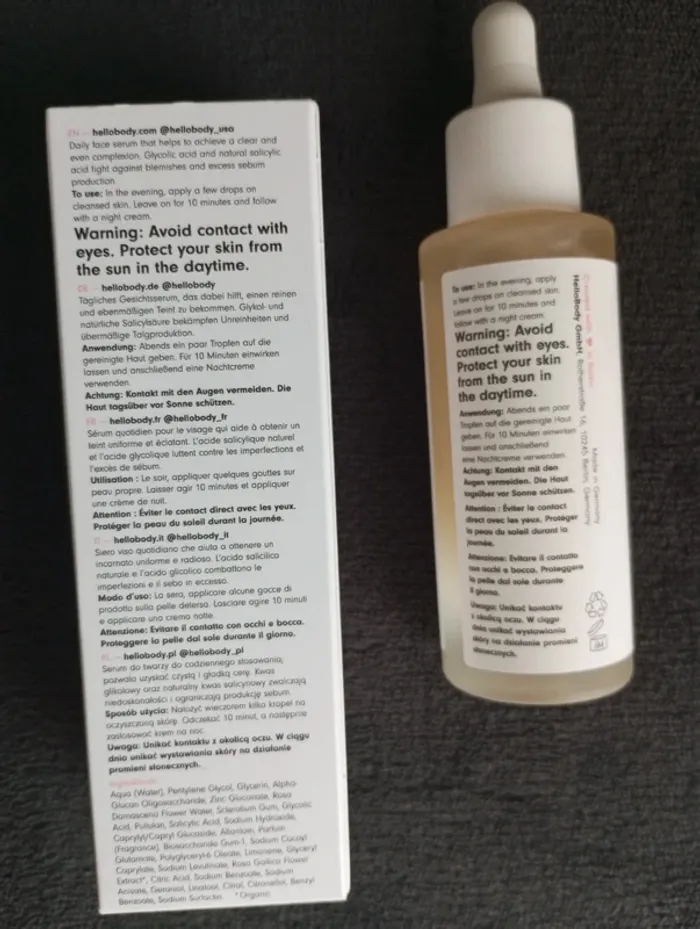 EN — hellobody.com @hellobody_usa
Daily face serum that helps to achieve a clear and
even complexion. Glycolic acid and natural salicylic
acid fight against blemishes and excess sebum
production.
To use: In the evening, apply a few drops on
cleansed skin. Leave on for 10 minutes and follow
with a night cream.
Warning: Avoid contact with
eyes. Protect your skin from
the sun in the daytime.
DE — hellobody.de @hellobody
Tägliches Gesichtsserum, das dabei hilft, einen reinen
und ebenmäßigen Teint zu bekommen. Glykol- und
natürliche Salicylsäure bekämpfen Unreinheiten und
übermäßige Talgproduktion.
Anwendung: Abends ein paar Tropfen auf die
gereinigte Haut geben. Für 10 Minuten einwirken
lassen und anschließend eine Nachtcreme
verwenden.
Achtung: Kontakt mit den Augen vermeiden. Die
Haut tagsüber vor Sonne schützen.
FR — hellobody.fr @hellobody_fr
Sérum quotidien pour le visage qui aide à obtenir un
teint uniforme et éclatant. L'acide salicylique naturel
et l'acide glycolique luttent contre les imperfections et
l'excès de sébum.
Utilisation : Le soir, appliquer quelques gouttes sur
peau propre. Laisser agir 10 minutes et appliquer
une crème de nuit.
Attention : Éviter le contact direct avec les yeux.
Protéger la peau du soleil durant la journée.
IT — hellobody.it @hellobody_it
Siero viso quotidiano che aiuta a ottenere un
incarnato uniforme e radioso. L'acido salicilico
naturale e l'acido glicolico combattono le
imperfezioni e il sebo in eccesso.
Modo d'uso: La sera, applicare alcune gocce di
prodotto sulla pelle detersa. Lasciare agire 10 minuti
e applicare una crema notte.
Attenzione: Evitare il contatto con occhi e bocca.
Proteggere la pelle dal sole durante il giorno.
PL — hellobody.pl @hellobody_pl
Serum do twarzy do codziennego stosowania,
pozwala uzyskać czystą i gładką cerę. Kwas
glikolowy oraz naturalny kwas salicynowy zwalczają
niedoskonałości i ograniczają produkcję sebum.
Sposób użycia: Nałożyć wieczorem kilka kropel na
oczyszczoną skórę. Odczekać 10 minut, a następnie
zastosować krem na noc.
Uwaga: Unikać kontaktu z okolicą oczu. W ciągu
dnia unikać wystawiania skóry na działanie
promieni słonecznych.
Ingredients:
Aqua (Water), Pentylene Glycol, Glycerin, Alpha-
Glucan Oligosaccharide, Zinc Gluconate, Rosa
Damascena Flower Water, Sclerotium Gum, Glycolic
Acid, Pullulan, Salicylic Acid, Sodium Hydroxide,
Caprylyl/Capryl Glucoside, Allantoin, Parfum
(Fragrance), Biosaccharide Gum-1, Sodium Cocoyl
Glutamate, Polyglyceryl-6 Oleate, Limonene, Glyceryl
Caprylate, Sodium Levulinate, Rosa Gallica Flower
Extract*, Citric Acid, Sodium Benzoate, Sodium
Anisate, Geraniol, Linalool, Citral, Citronellol, Benzyl
Benzoate, Sodium Surfactin *Organic
To use: In the evening, apply
a few drops on cleansed skin.
Leave on for 10 minutes and
follow with a night cream.
Warning: Avoid
contact with eyes.
Protect your skin
from the sun in
the daytime.
Anwendung: Abends ein paar
Tropfen auf die gereinigte Haut
geben. Für 10 Minuten einwirken
lassen und anschließend
eine Nachtcreme verwenden.
Achtung: Kontakt mit den
Augen vermeiden. Die Haut
tagsüber vor Sonne schützen.
Attention : Éviter le contact
direct avec les yeux. Protéger
la peau du soleil durant la
journée.
Attenzione: Evitare il contatto
con occhi e bocca. Proteggere
la pelle dal sole durante
il giorno.
Uwaga: Unikać kontaktu
z okolicą oczu. W ciągu
dnia unikać wystawiania
skóry na działanie promieni
słonecznych.
Created with ❤ in Berlin
Made in Germany
HelloBody GmbH, Rotherstraße 16, 10245 Berlin, Germany